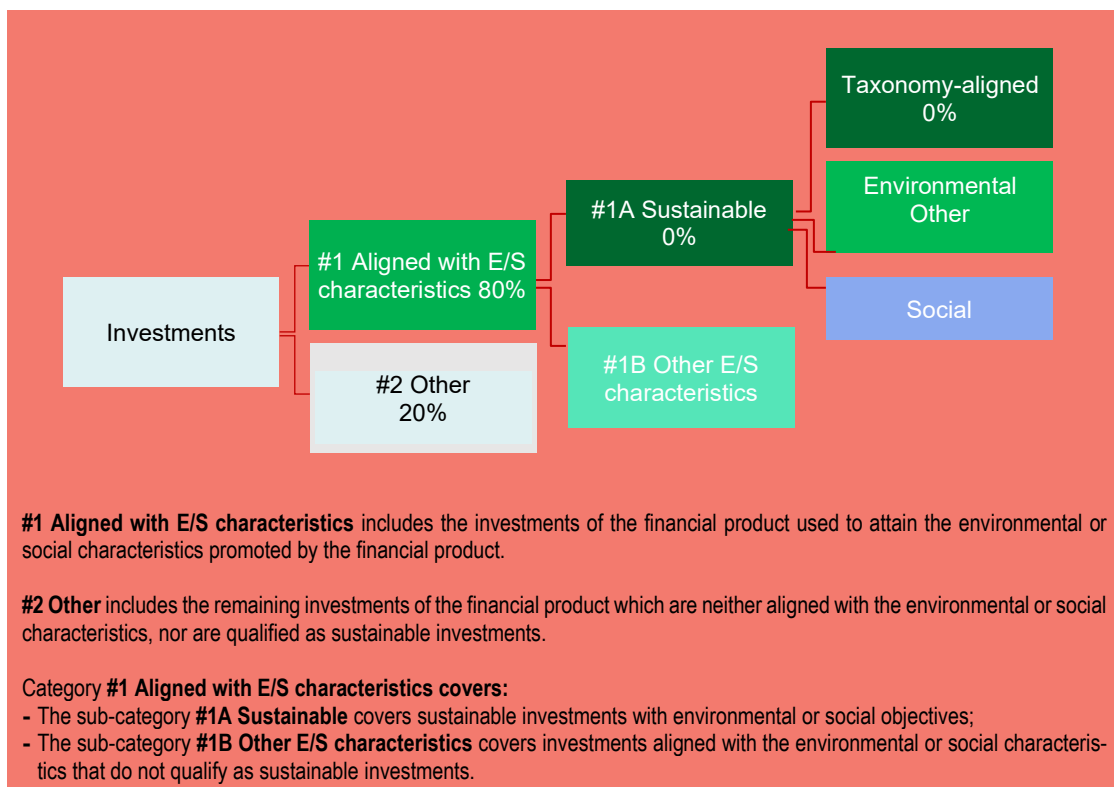 Taxonomy-aligned
0%
Environmental
Other
#1A Sustainable
0%
#1 Aligned with E/S
characteristics 80%
Social
Investments
#1B Other E/S
characteristics
#2 Other
20%
#1 Aligned with E/S characteristics includes the investments of the financial product used to attain the environmental or
social characteristics promoted by the financial product.
#2 Other includes the remaining investments of the financial product which are neither aligned with the environmental or social
characteristics, nor are qualified as sustainable investments.
Category #1 Aligned with E/S characteristics covers:
- The sub-category #1A Sustainable covers sustainable investments with environmental or social objectives;
- The sub-category #1B Other E/S characteristics covers investments aligned with the environmental or social characteris-
tics that do not qualify as sustainable investments.